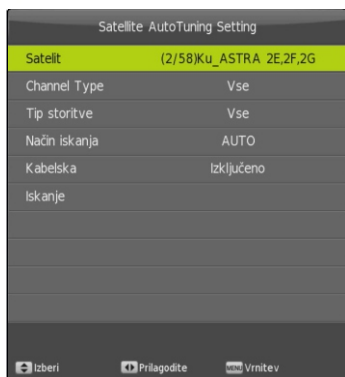 Satellite AutoTuning Setting
Satelit (2/58)Ku_ASTRA 2E,2F,2G
Channel Type Vse
Tip storitve Vse
Način iskanja AUTO
Kabelska Izključeno
Iskanje
Izberi Prilagodite MENU Vrnitev